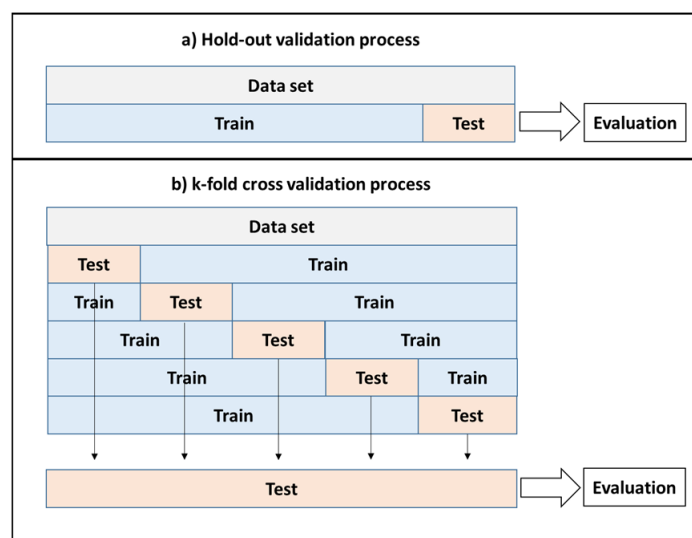 a) Hold-out validation process
Data set
Train Test Evaluation
b) k-fold cross validation process
Data set
Test Train
Train Test Train
Train Test Train
Train Test Train
Train Test
Test Evaluation